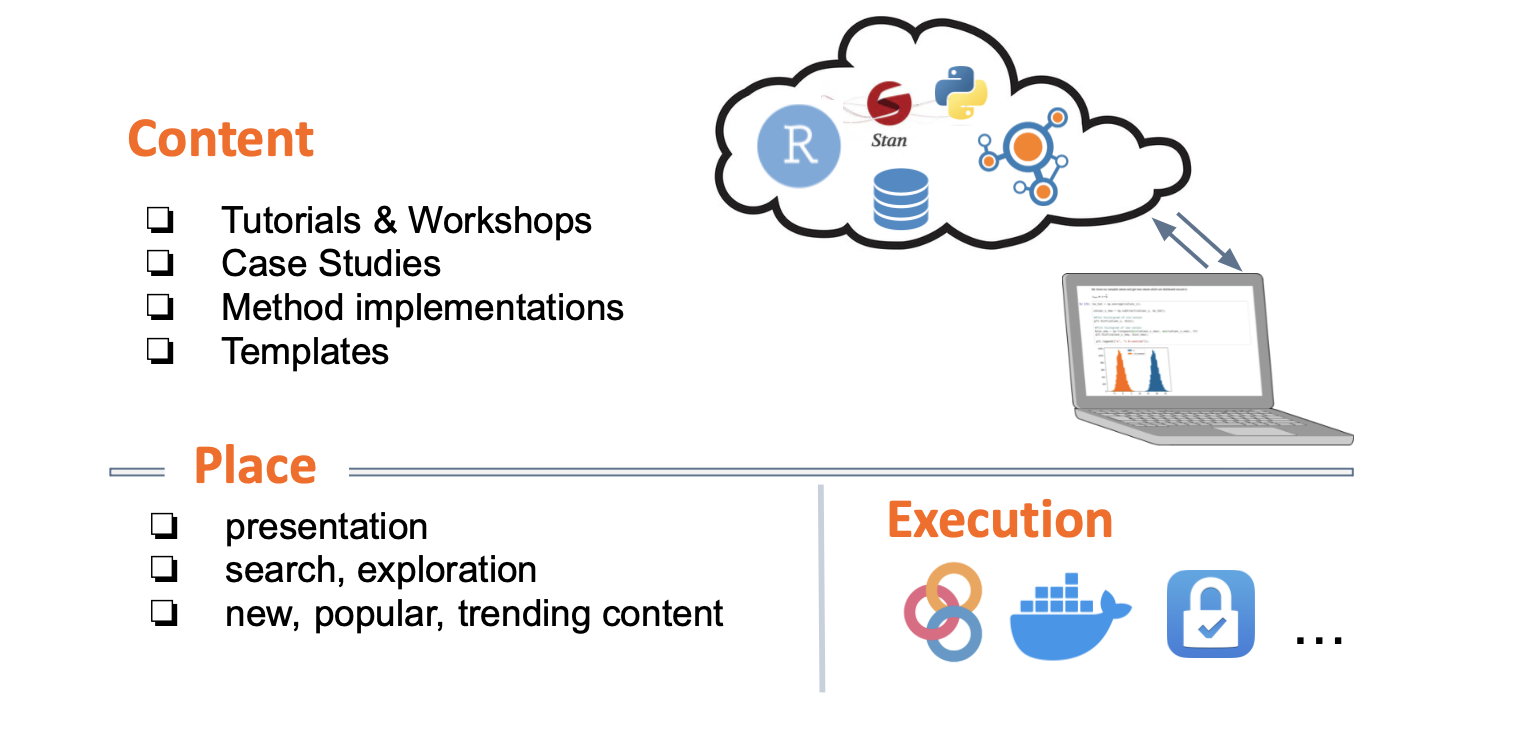 Content
Tutorials & Workshops
Case Studies
Method implementations
Templates
R
Stan
Place
presentation
search, exploration
new, popular, trending content
Execution
...